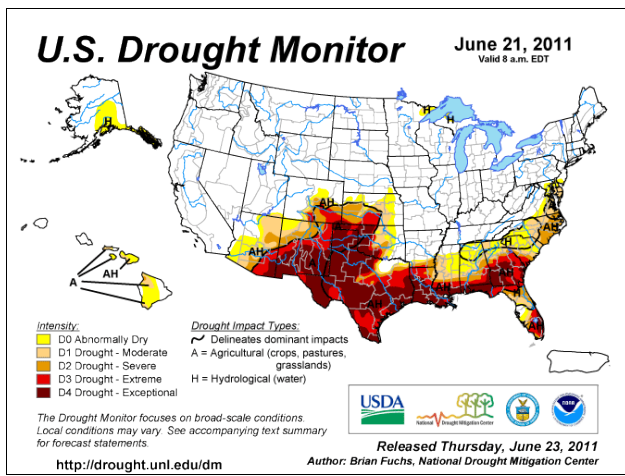 U.S. Drought Monitor
June 21, 2011
Valid 8 a.m. EDT
H
H
H
AH
A
AH
AH
H
AH
AH
A
AH
AH
AH
AH
Intensity:
D0 Abnormally Dry
D1 Drought - Moderate
D2 Drought - Severe
D3 Drought - Extreme
D4 Drought - Exceptional
Drought Impact Types:
Delineates dominant impacts
A = Agricultural (crops, pastures,
grasslands)
H = Hydrological (water)
The Drought Monitor focuses on broad-scale conditions.
Local conditions may vary. See accompanying text summary
for forecast statements.
http://drought.unl.edu/dm
USDA
National Drought Mitigation Center
NOAA
Released Thursday, June 23, 2011
Author: Brian Fuchs, National Drought Mitigation Center